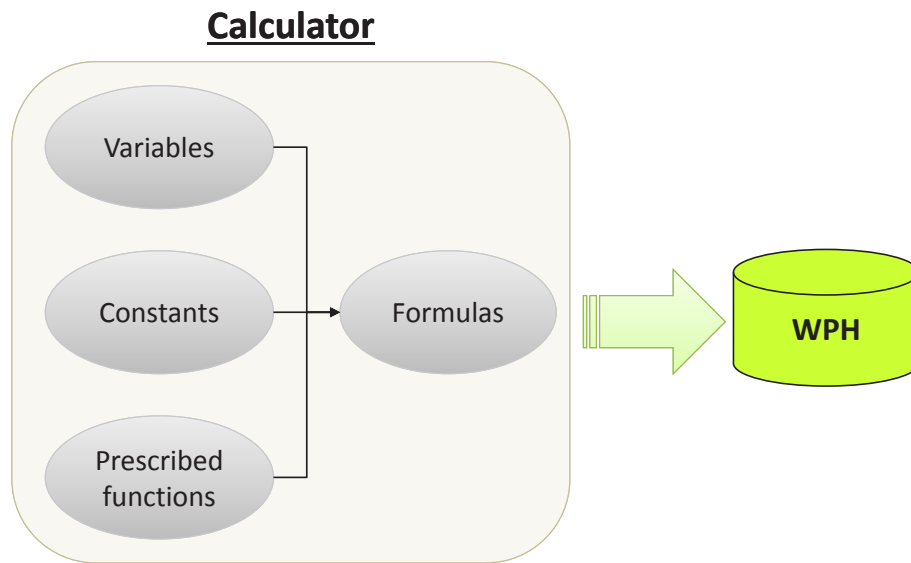 Calculator
Variables
Constants
Formulas
WPH
Prescribed
functions